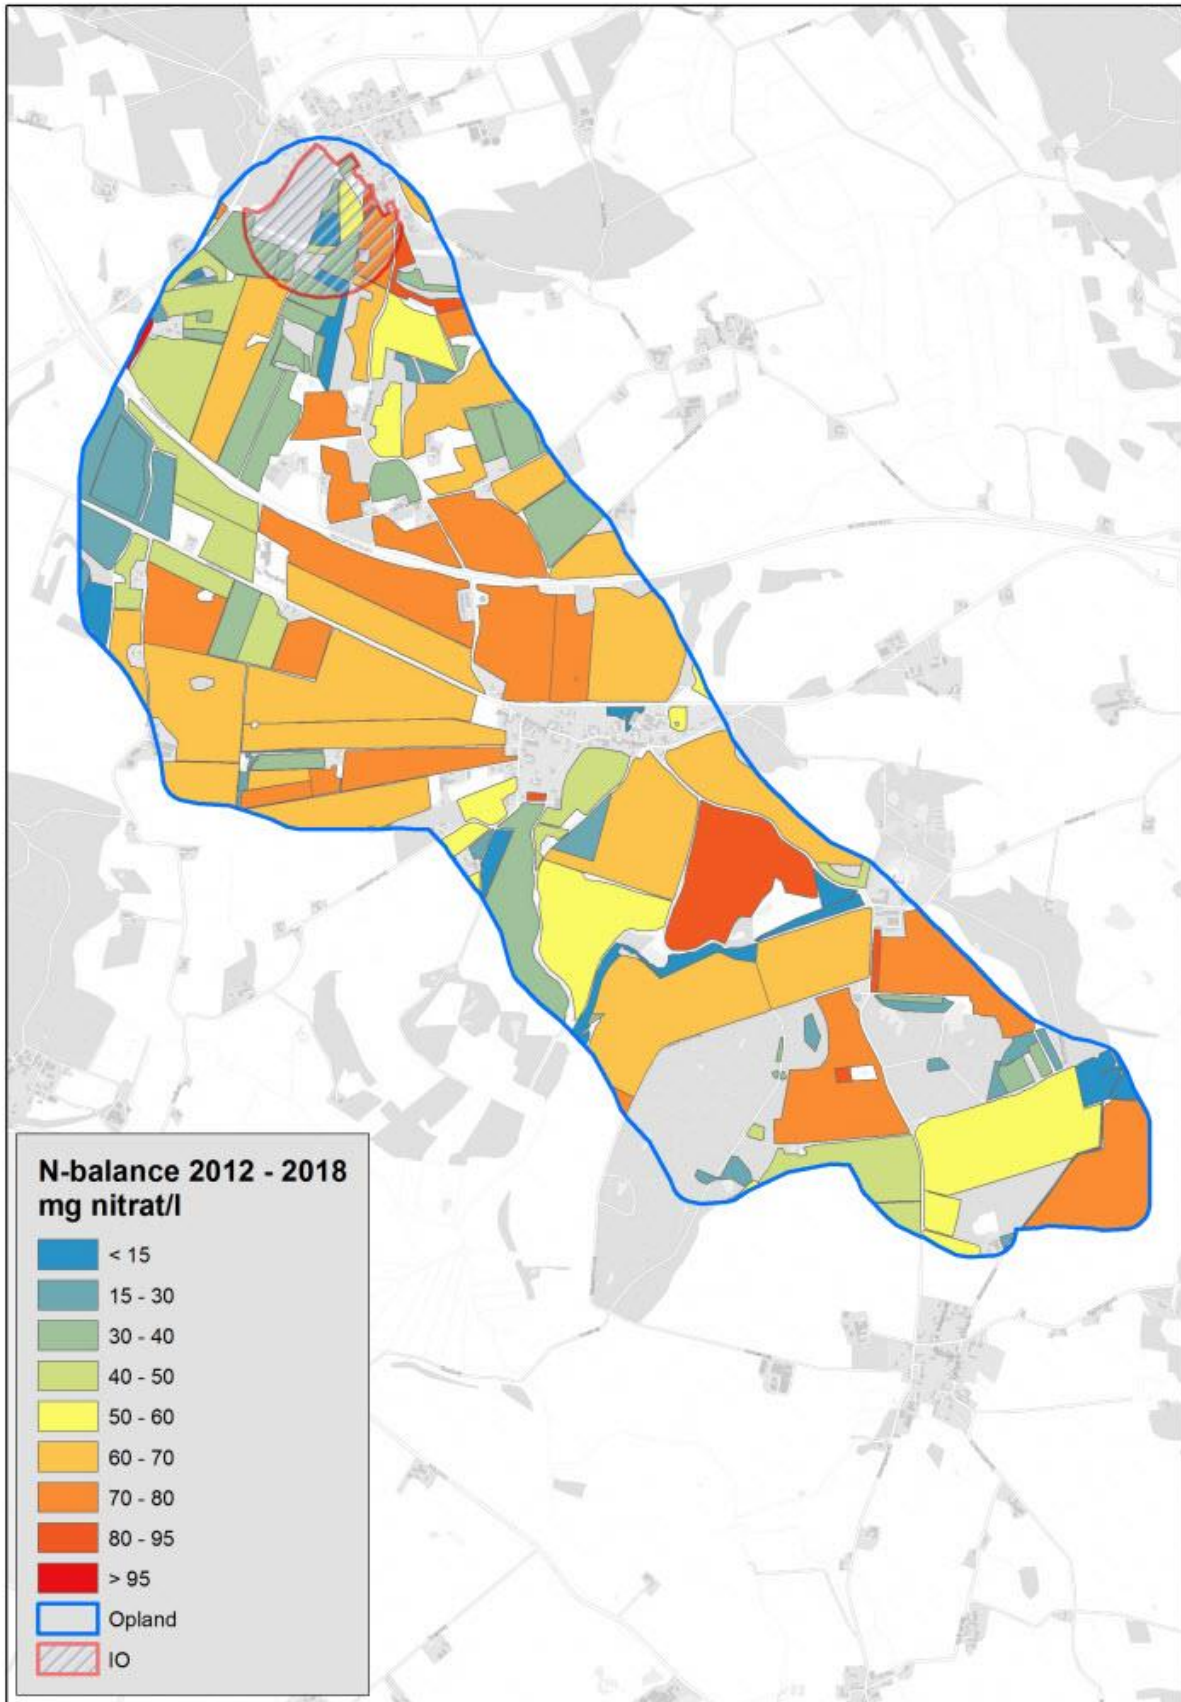 N-balance 2012 - 2018
mg nitrat/l
< 15
15 - 30
30 - 40
40 - 50
50 - 60
60 - 70
70 - 80
80 - 95
> 95
Opland
IO